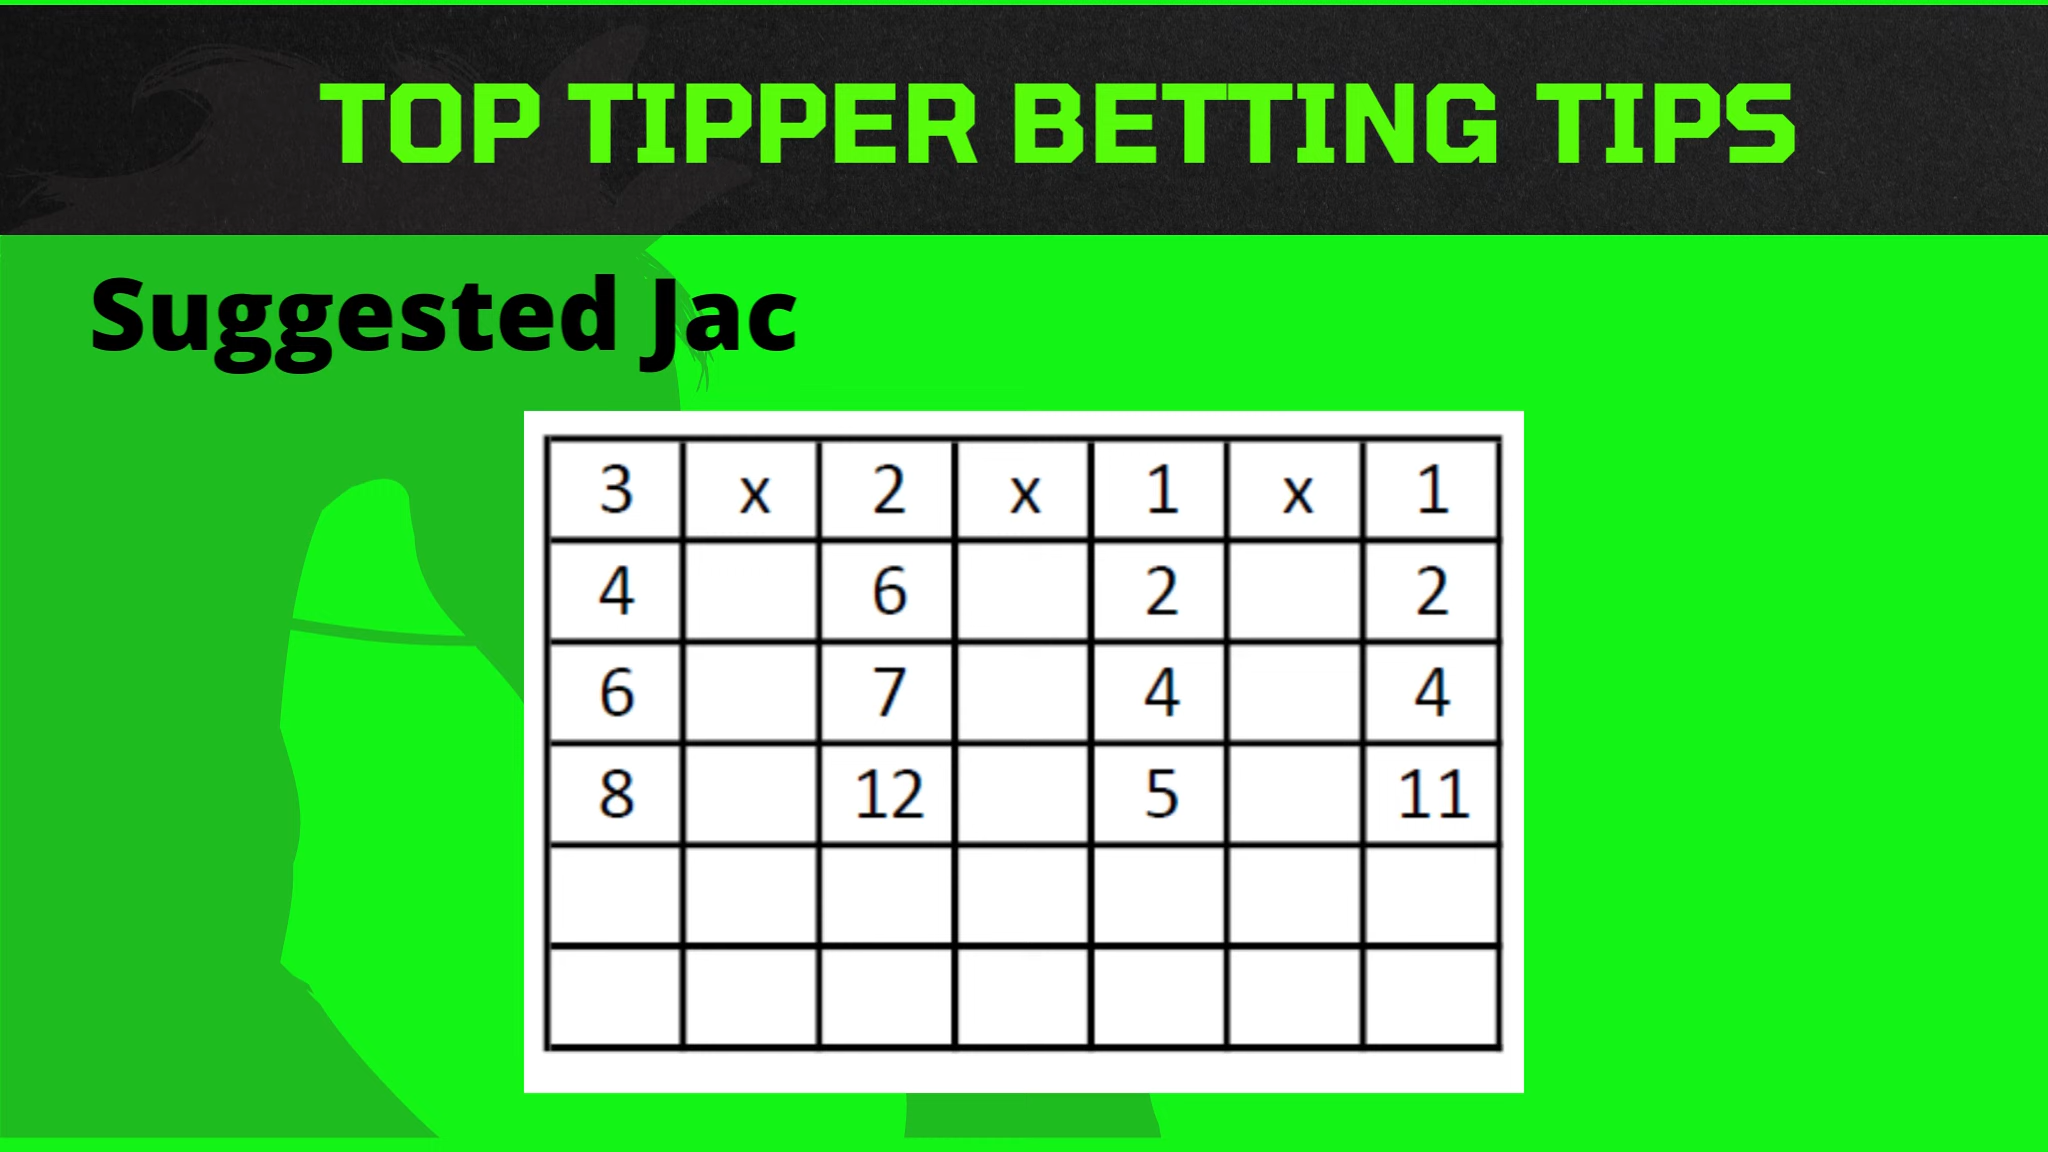 TOP TIPPER BETTING TIPS
Suggested Jac
3 x 2 x 1 x 1
4 6 2 2
6 7 4 4
8 12 5 11